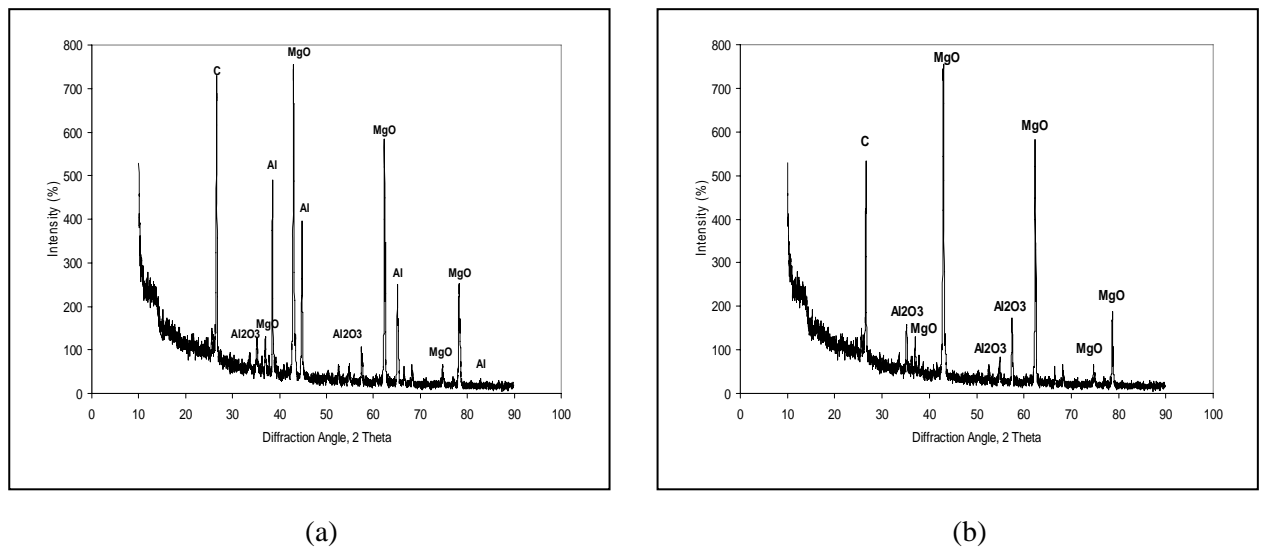 800
700
600
500
400
300
200
100
0
Intensity (%)
C
MgO
Al
Al
MgO
Al
MgO
Al2O3
MgO
Al2O3
MgO
Al
0 10 20 30 40 50 60 70 80 90 100
Diffraction Angle, 2 Theta
(a)
800
700
600
500
400
300
200
100
0
Intensity (%)
MgO
C
MgO
MgO
Al2O3
MgO
Al2O3
Al2O3
MgO
0 10 20 30 40 50 60 70 80 90 100
Diffraction Angle, 2 Theta
(b)